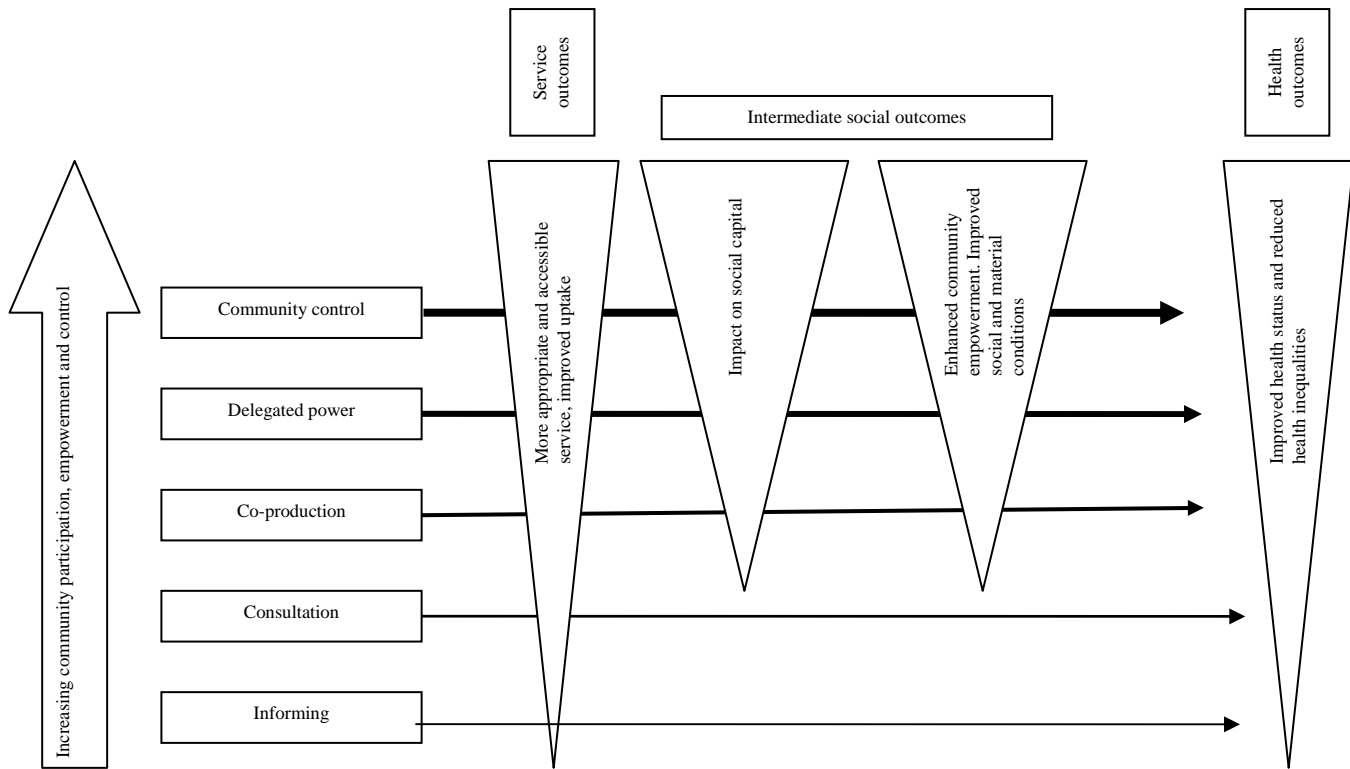 Service
outcomes
Health
outcomes
Intermediate social outcomes
Increasing community participation, empowerment and control
Community control
Delegated power
Co-production
Consultation
Informing
More appropriate and accessible
service, improved uptake
Impact on social capital
Enhanced community
empowerment. Improved
social and material
conditions
Improved health status and reduced
health inequalities